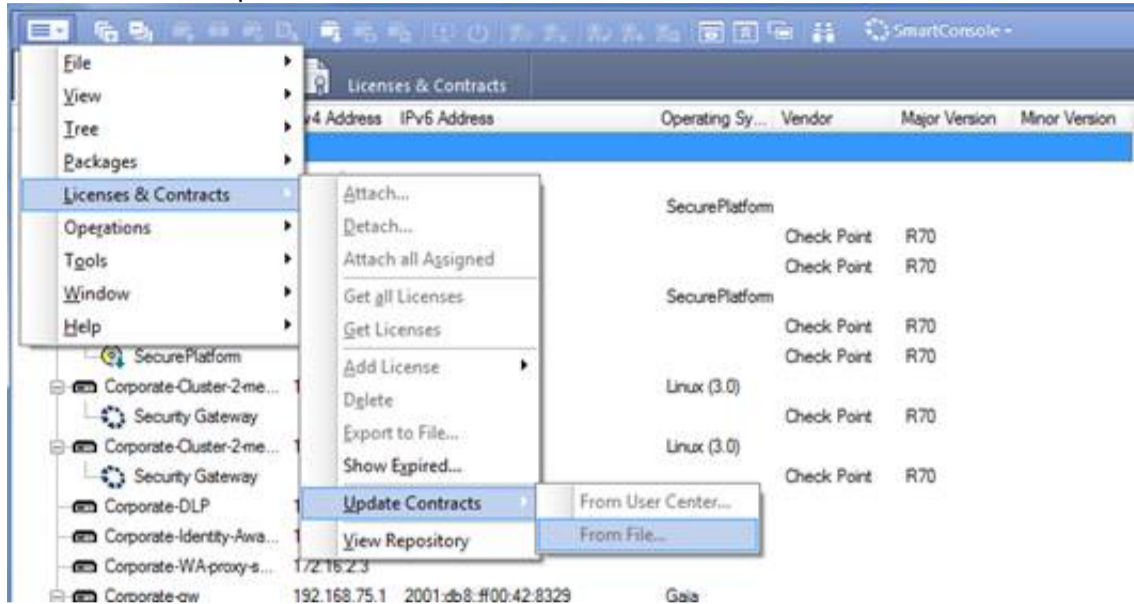 SmartConsole
File
View
Tree
Packages
Licenses & Contracts
Operations
Tools
Window
Help
Licenses & Contracts
v4 Address IPv6 Address Operating Sy... Vendor Major Version Minor Version
Attach...
Detach...
Attach all Assigned
Get all Licenses
Get Licenses
Add License
Delete
Export to File...
Show Expired...
Update Contracts
View Repository
From User Center...
From File...
SecurePlatform
Check Point R70
Check Point R70
SecurePlatform
Check Point R70
SecurePlatform Check Point R70
Corporate-Cluster-2-me... 1 Linux (3.0)
Security Gateway Check Point R70
Corporate-Cluster-2-me... 1 Linux (3.0)
Security Gateway Check Point R70
Corporate-DLP 1
Corporate-Identity-Awa... 1
Corporate-WA-proxy-s... 172.16.2.3
Corporate-gw 192.168.75.1 2001:db8::ff00:42:8329 Gaia